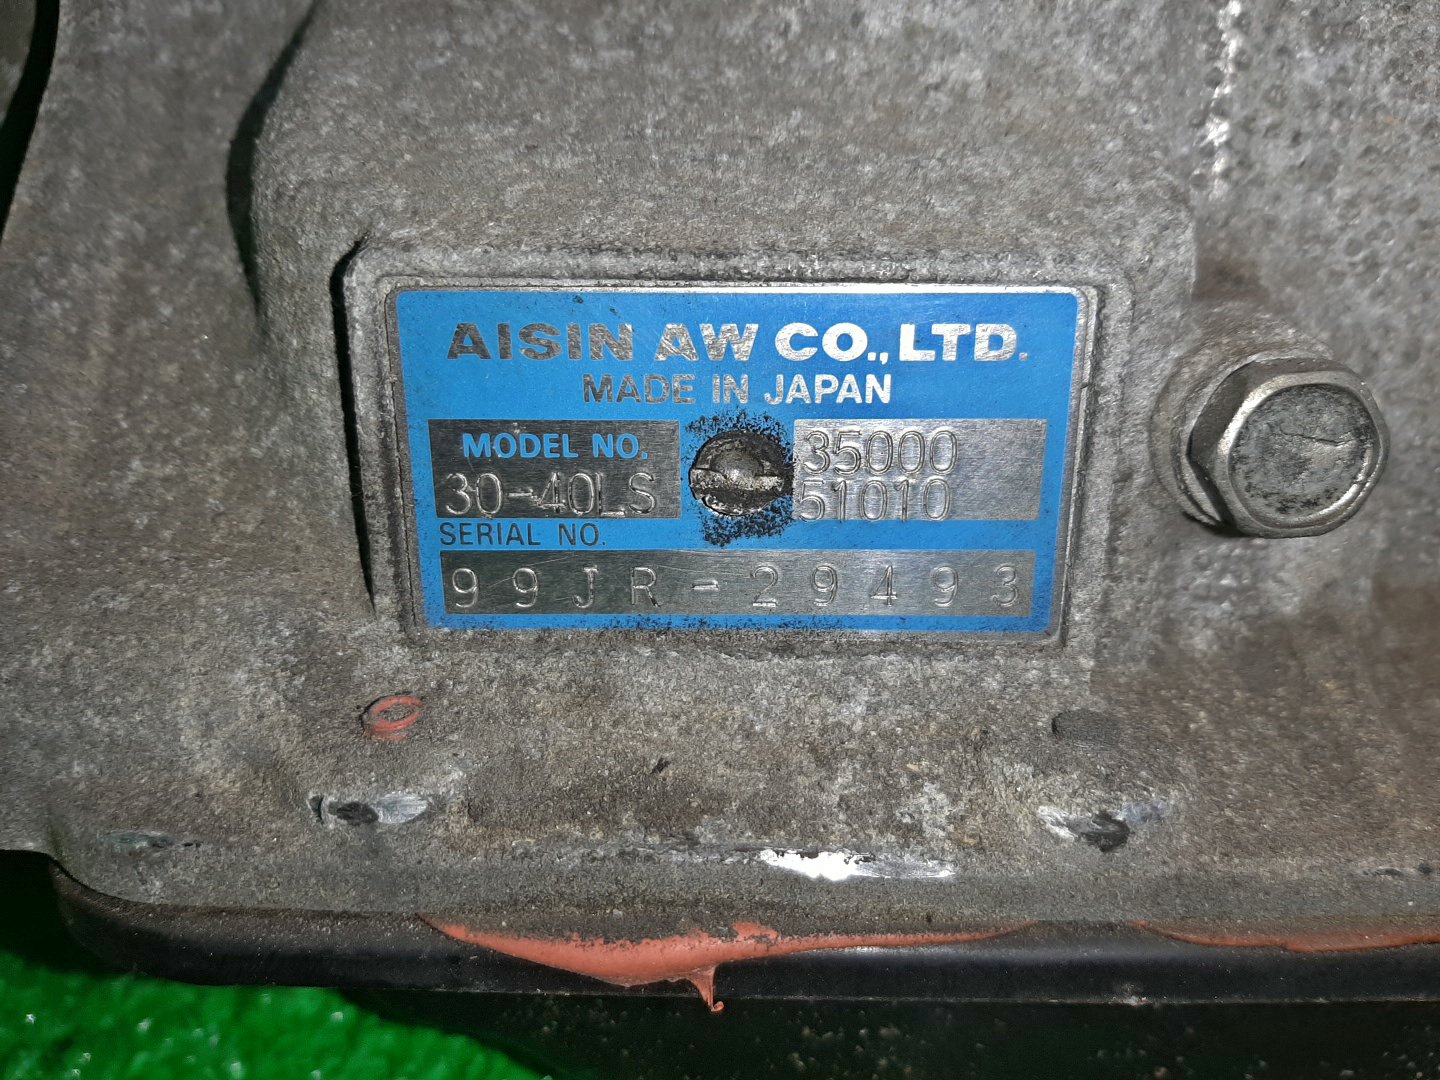 AISIN AW CO., LTD.
MADE IN JAPAN
MODEL NO.
30-40LS
35000
51010
SERIAL NO.
99JR-29493